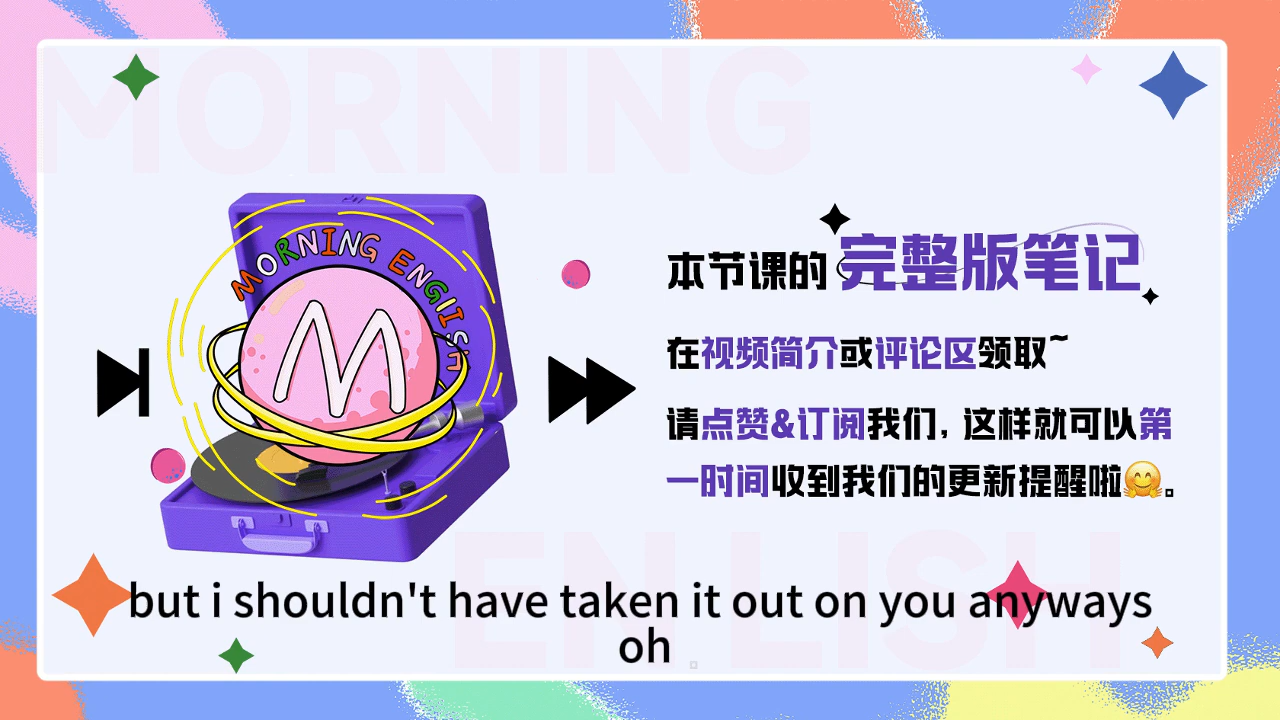 MORNING
MORNING ENGlISH
M
本节课的 完整版笔记
在视频简介或评论区领取~
请点赞&订阅我们, 这样就可以第
一时间收到我们的更新提醒啦🤗。
EN LISH
but i shouldn't have taken it out on you anyways
oh